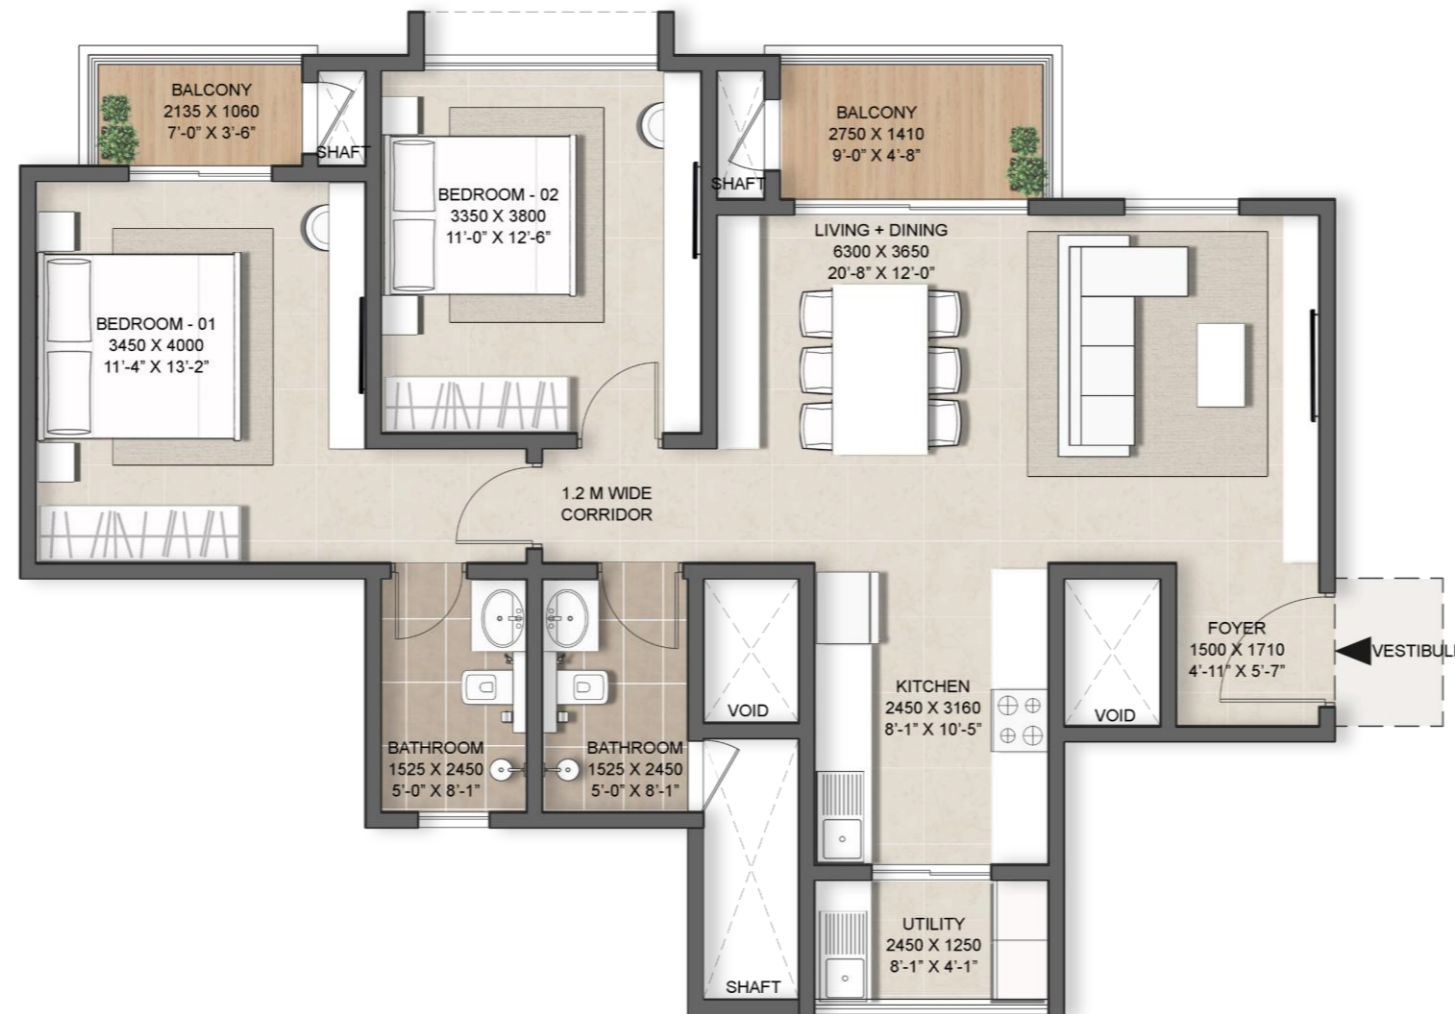 BALCONY
2135 X 1060
7'-0" X 3'-6"
SHAFT
BEDROOM - 02
3350 X 3800
11'-0" X 12'-6"
BALCONY
2750 X 1410
9'-0" X 4'-8"
SHAFT
LIVING + DINING
6300 X 3650
20'-8" X 12'-0"
BEDROOM - 01
3450 X 4000
11'-4" X 13'-2"
1.2 M WIDE
CORRIDOR
FOYER
1500 X 1710
4'-11" X 5'-7"
VESTIBUL
KITCHEN
2450 X 3160
8'-1" X 10'-5"
VOID
VOID
BATHROOM
1525 X 2450
5'-0" X 8'-1"
BATHROOM
1525 X 2450
5'-0" X 8'-1"
UTILITY
2450 X 1250
8'-1" X 4'-1"
SHAFT